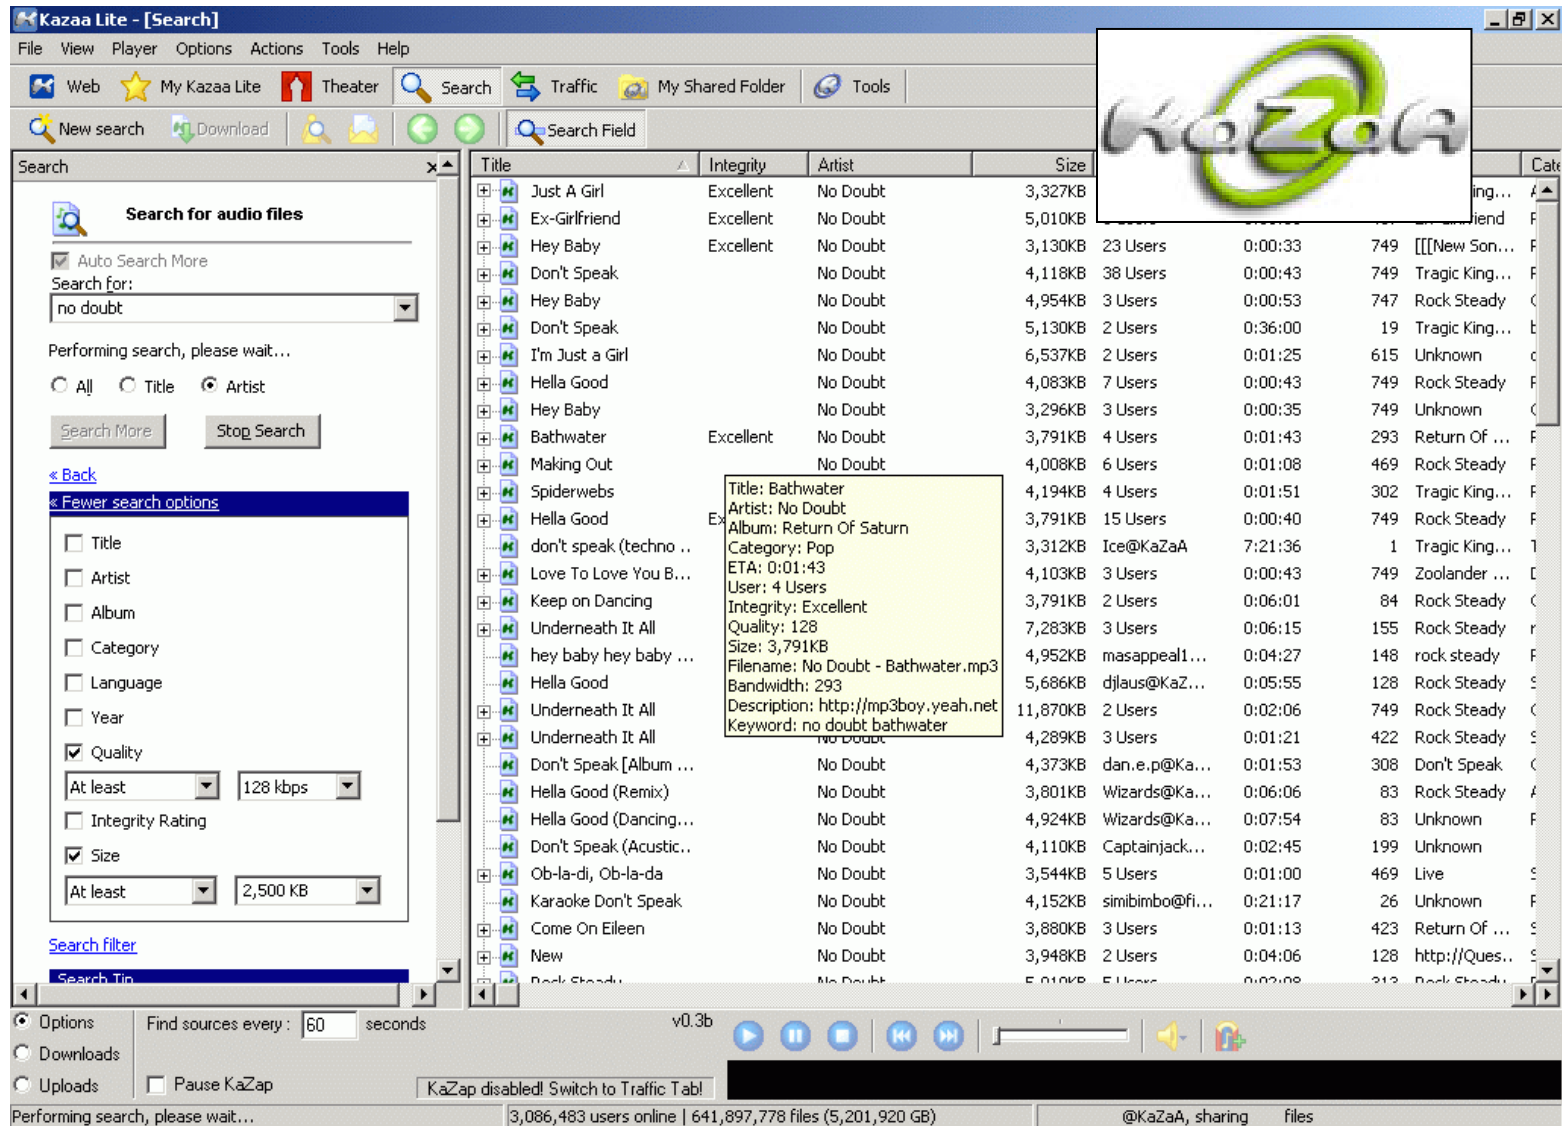 Kazaa Lite - [Search]
File View Player Options Actions Tools Help
Web My Kazaa Lite Theater Search Traffic My Shared Folder Tools
New search Download Search Field
KaZaA
Search x
Search for audio files
Auto Search More
Search for:
no doubt
Performing search, please wait...
All Title Artist
Search More Stop Search
« Back
« Fewer search options
Title
Artist
Album
Category
Language
Year
Quality
At least 128 kbps
Integrity Rating
Size
At least 2,500 KB
Search filter
Search Tip
Title Integrity Artist Size Cate
Just A Girl Excellent No Doubt 3,327KB
Ex-Girlfriend Excellent No Doubt 5,010KB
Hey Baby Excellent No Doubt 3,130KB 23 Users 0:00:33 749 [[[New Son...
Don't Speak No Doubt 4,118KB 38 Users 0:00:43 749 Tragic King...
Hey Baby No Doubt 4,954KB 3 Users 0:00:53 747 Rock Steady
Don't Speak No Doubt 5,130KB 2 Users 0:36:00 19 Tragic King...
I'm Just a Girl No Doubt 6,537KB 2 Users 0:01:25 615 Unknown
Hella Good No Doubt 4,083KB 7 Users 0:00:43 749 Rock Steady
Hey Baby No Doubt 3,296KB 3 Users 0:00:35 749 Unknown
Bathwater Excellent No Doubt 3,791KB 4 Users 0:01:43 293 Return Of ...
Making Out No Doubt 4,008KB 6 Users 0:01:08 469 Rock Steady
Spiderwebs 4,194KB 4 Users 0:01:51 302 Tragic King...
Hella Good Ex 3,791KB 15 Users 0:00:40 749 Rock Steady
don't speak (techno .. 3,312KB Ice@KaZaA 7:21:36 1 Tragic King...
Love To Love You B... 4,103KB 3 Users 0:00:43 749 Zoolander ...
Keep on Dancing 3,791KB 2 Users 0:06:01 84 Rock Steady
Underneath It All 7,283KB 3 Users 0:06:15 155 Rock Steady
hey baby hey baby ... 4,952KB masappeal1... 0:04:27 148 rock steady
Hella Good 5,686KB djlaus@KaZ... 0:05:55 128 Rock Steady
Underneath It All 11,870KB 2 Users 0:02:06 749 Rock Steady
Underneath It All No Doubt 4,289KB 3 Users 0:01:21 422 Rock Steady
Don't Speak [Album ... No Doubt 4,373KB dan.e.p@Ka... 0:01:53 308 Don't Speak
Hella Good (Remix) No Doubt 3,801KB Wizards@Ka... 0:06:06 83 Rock Steady
Hella Good (Dancing... No Doubt 4,924KB Wizards@Ka... 0:07:54 83 Unknown
Don't Speak (Acustic.. No Doubt 4,110KB Captainjack... 0:02:45 199 Unknown
Ob-la-di, Ob-la-da No Doubt 3,544KB 5 Users 0:01:00 469 Live
Karaoke Don't Speak No Doubt 4,152KB simibimbo@fi... 0:21:17 26 Unknown
Come On Eileen No Doubt 3,880KB 3 Users 0:01:13 423 Return Of ...
New No Doubt 3,948KB 2 Users 0:04:06 128 http://Ques..
Rock Steady No Doubt 5,010KB 5 Users 0:02:08 313 Rock Steady
Title: Bathwater
Artist: No Doubt
Album: Return Of Saturn
Category: Pop
ETA: 0:01:43
User: 4 Users
Integrity: Excellent
Quality: 128
Size: 3,791KB
Filename: No Doubt - Bathwater.mp3
Bandwidth: 293
Description: http://mp3boy.yeah.net
Keyword: no doubt bathwater
Options Find sources every : 60 seconds v0.3b
Downloads
Uploads Pause KaZap KaZap disabled! Switch to Traffic Tab!
Performing search, please wait... 3,086,483 users online | 641,897,778 files (5,201,920 GB) @KaZaA, sharing files